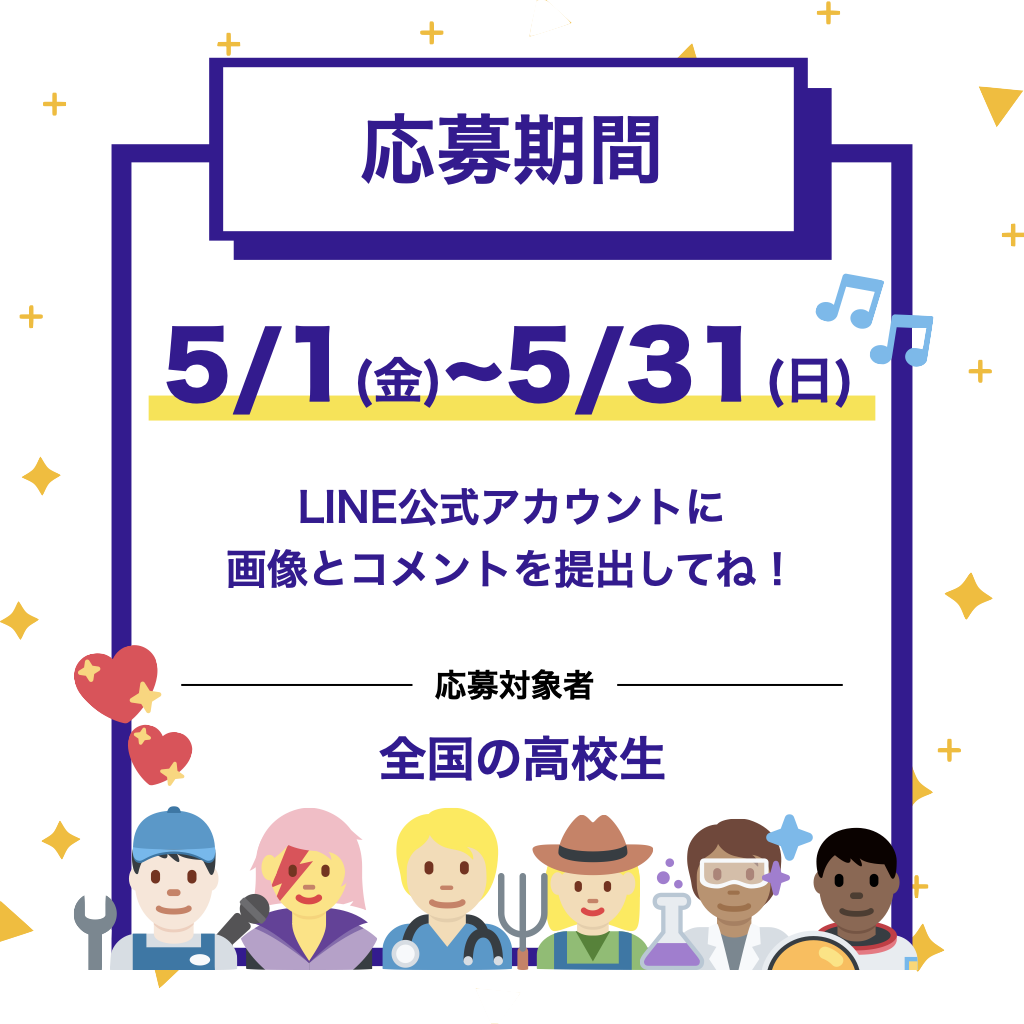 応募期間
5/1(金)〜5/31(日)
LINE公式アカウントに
画像とコメントを提出してね！
応募対象者
全国の高校生